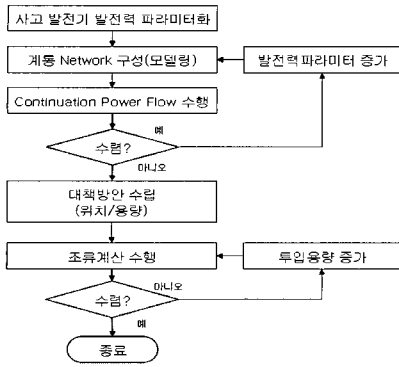 사고 발전기 발전력 파라미터화
계통 Network 구성(모델링)
발전력파라미터 증가
Continuation Power Flow 수행
예
수렴?
아니오
대책방안 수립
(위치/용량)
조류계산 수행
투입용량 증가
아니오
수렴?
예
종료